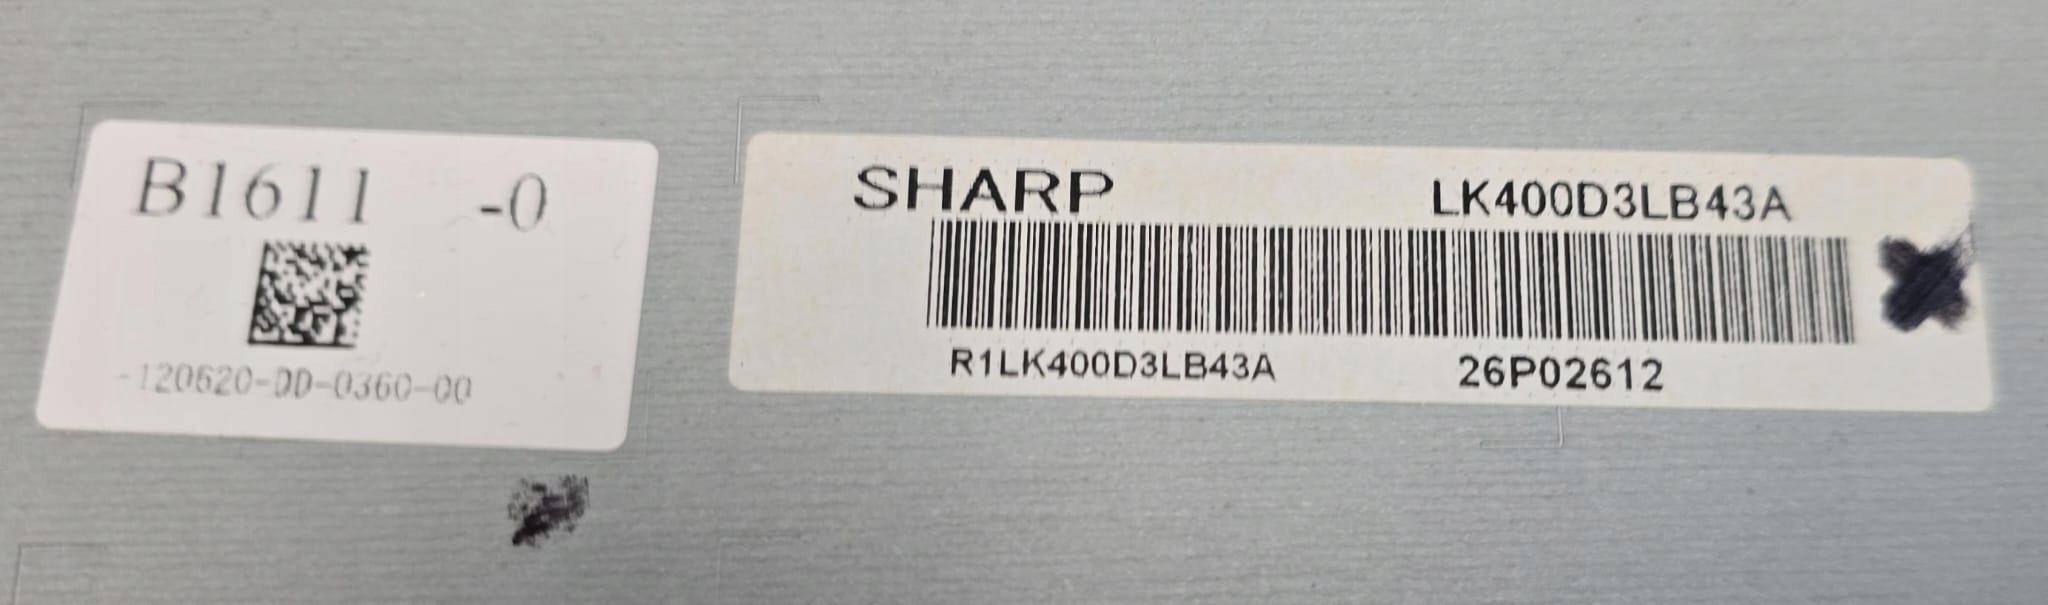 B1611 -0
-120620-DD-0360-00
SHARP LK400D3LB43A
R1LK400D3LB43A 26P02612